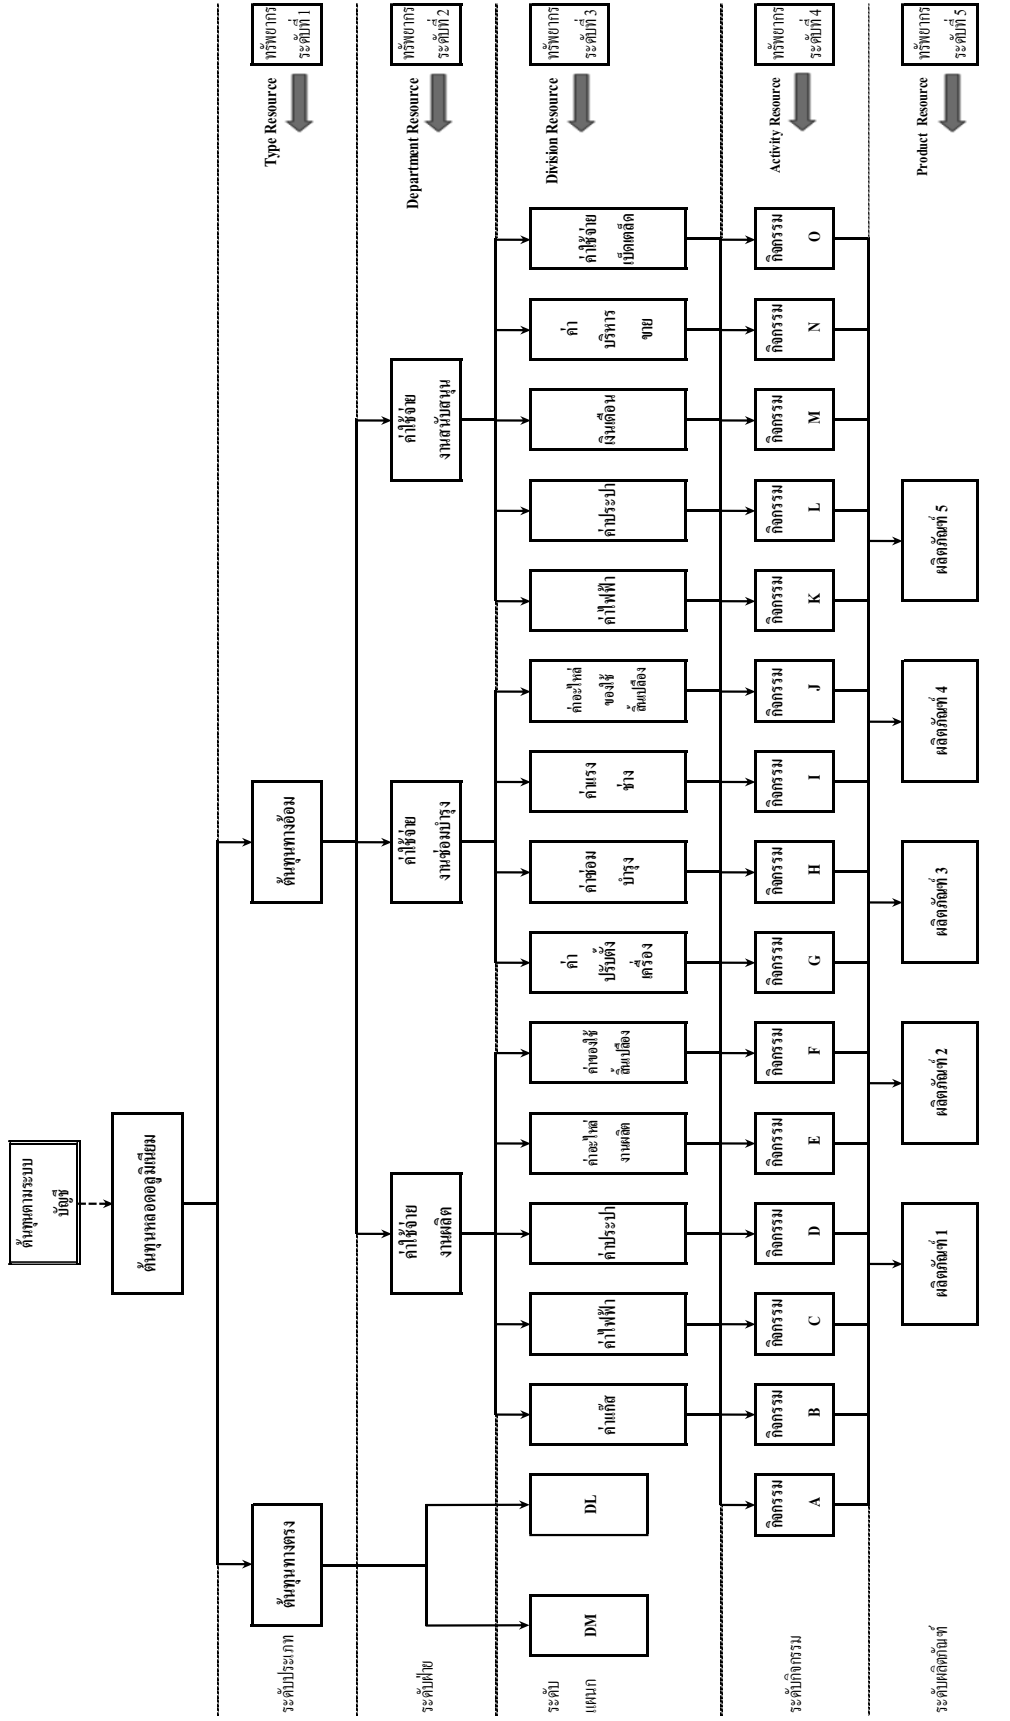 ต้นทุนตามระบบ
บัญชี
ต้นทุนหลอดอลูมิเนียม
ระดับประเภท
ต้นทุนทางตรง
ต้นทุนทางอ้อม
Type Resource
ทรัพยากร
ระดับที่ 1
ระดับฝ่าย
ค่าใช้จ่าย
งานผลิต
ค่าใช้จ่าย
งานซ่อมบำรุง
ค่าใช้จ่าย
งานสนับสนุน
Department Resource
ทรัพยากร
ระดับที่ 2
ระดับ
แผนก
DM
DL
ค่าแก๊ส
ค่าไฟฟ้า
ค่าประปา
ค่าอะไหล่
งานผลิต
ค่าของใช้
สิ้นเปลือง
ค่า
ปรับตั้ง
เครื่อง
ค่าซ่อม
บำรุง
ค่าแรง
ช่าง
ค่าอะไหล่
ของใช้
สิ้นเปลือง
ค่าไฟฟ้า
ค่าประปา
เงินเดือน
ค่า
บริหาร
ขาย
ค่าใช้จ่าย
เบ็ดเตล็ด
Division Resource
ทรัพยากร
ระดับที่ 3
ระดับกิจกรรม
กิจกรรม
A
กิจกรรม
B
กิจกรรม
C
กิจกรรม
D
กิจกรรม
E
กิจกรรม
F
กิจกรรม
G
กิจกรรม
H
กิจกรรม
I
กิจกรรม
J
กิจกรรม
K
กิจกรรม
L
กิจกรรม
M
กิจกรรม
N
กิจกรรม
O
Activity Resource
ทรัพยากร
ระดับที่ 4
ระดับผลิตภัณฑ์
ผลิตภัณฑ์ 1
ผลิตภัณฑ์ 2
ผลิตภัณฑ์ 3
ผลิตภัณฑ์ 4
ผลิตภัณฑ์ 5
Product Resource
ทรัพยากร
ระดับที่ 5